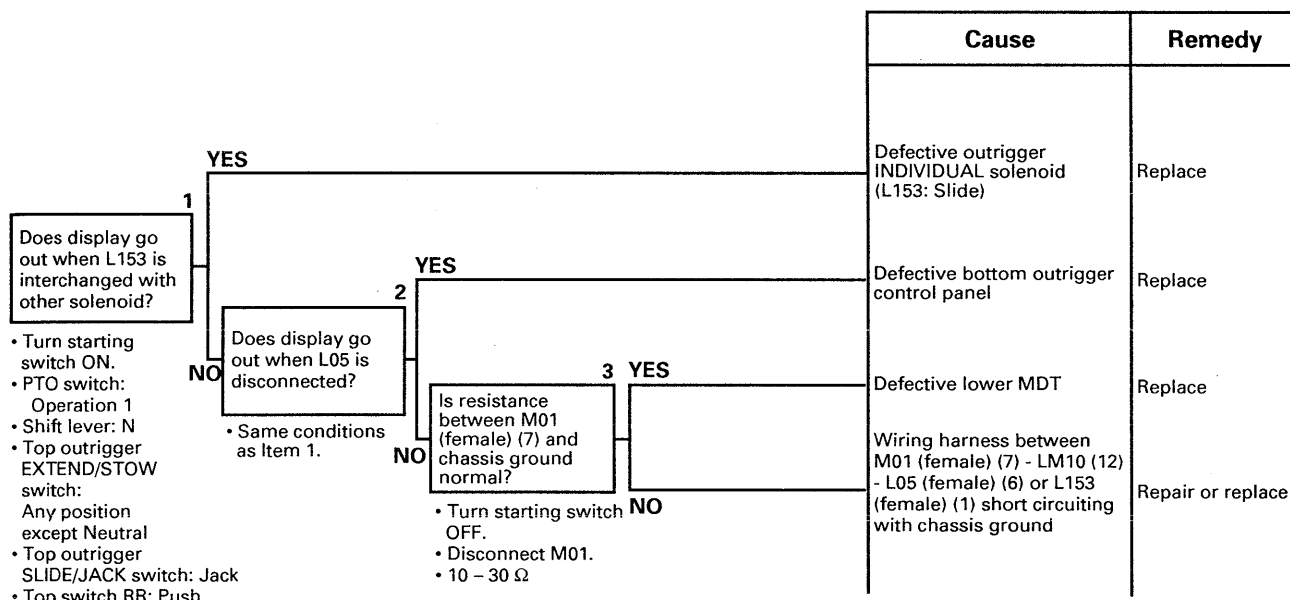 Cause
Remedy
YES
Defective outrigger
INDIVIDUAL solenoid
(L153: Slide)
Replace
1
Does display go
out when L153 is
interchanged with
other solenoid?
• Turn starting
switch ON.
• PTO switch:
Operation 1
• Shift lever: N
• Top outrigger
EXTEND/STOW
switch:
Any position
except Neutral
• Top outrigger
SLIDE/JACK switch: Jack
• Top switch RR: Push
NO
YES
Defective bottom outrigger
control panel
Replace
2
Does display go
out when L05 is
disconnected?
• Same conditions
as Item 1.
NO
3
YES
Defective lower MDT
Replace
Is resistance
between M01
(female) (7) and
chassis ground
normal?
• Turn starting switch
OFF.
• Disconnect M01.
• 10 – 30 Ω
NO
Wiring harness between
M01 (female) (7) - LM10 (12)
- L05 (female) (6) or L153
(female) (1) short circuiting
with chassis ground
Repair or replace